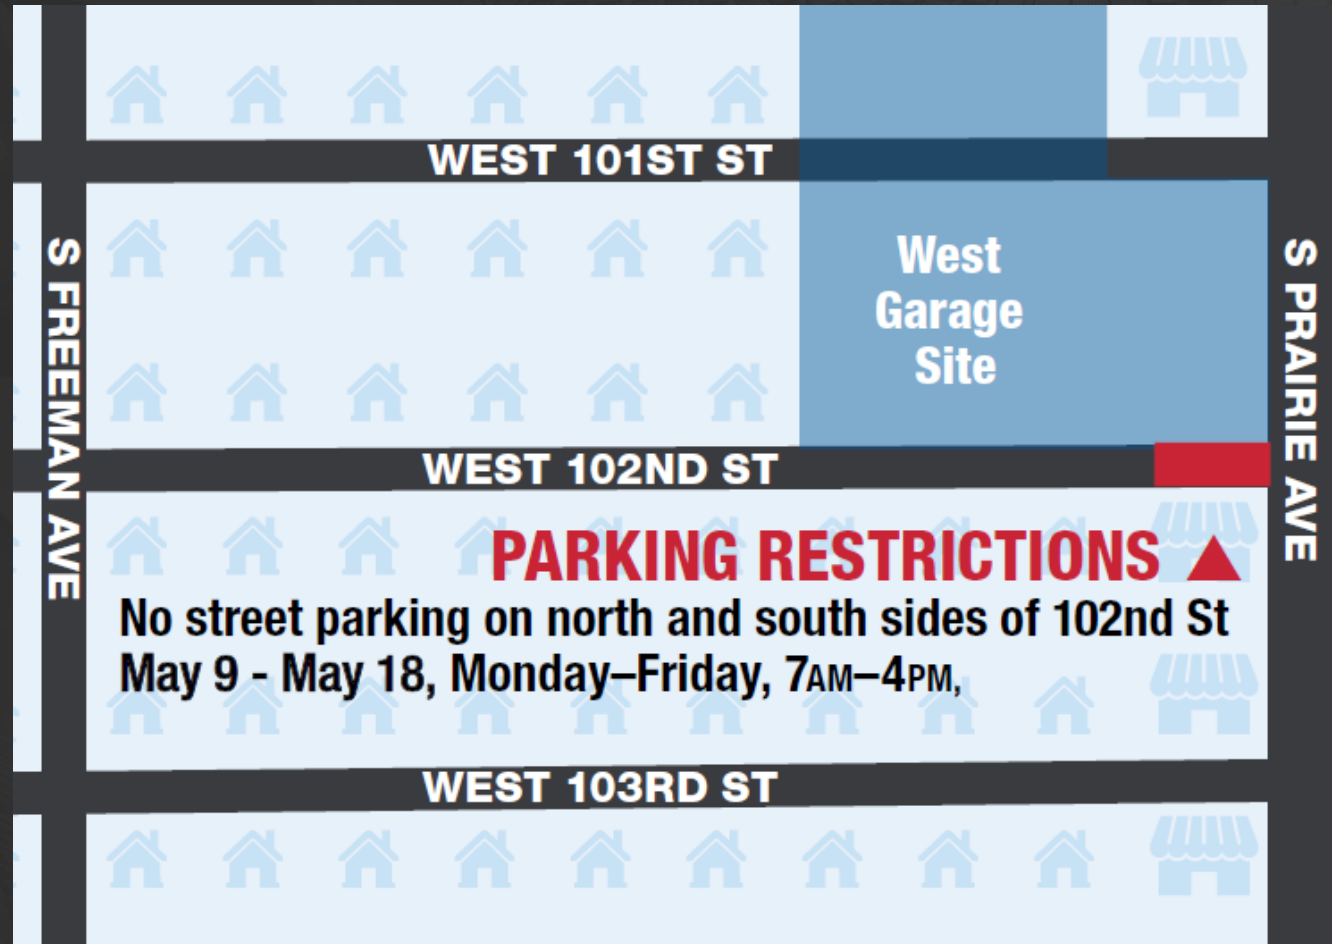 WEST 101ST ST
S FREEMAN AVE
West
Garage
Site
S PRAIRIE AVE
WEST 102ND ST
PARKING RESTRICTIONS
No street parking on north and south sides of 102nd St
May 9 - May 18, Monday–Friday, 7AM–4PM,
WEST 103RD ST